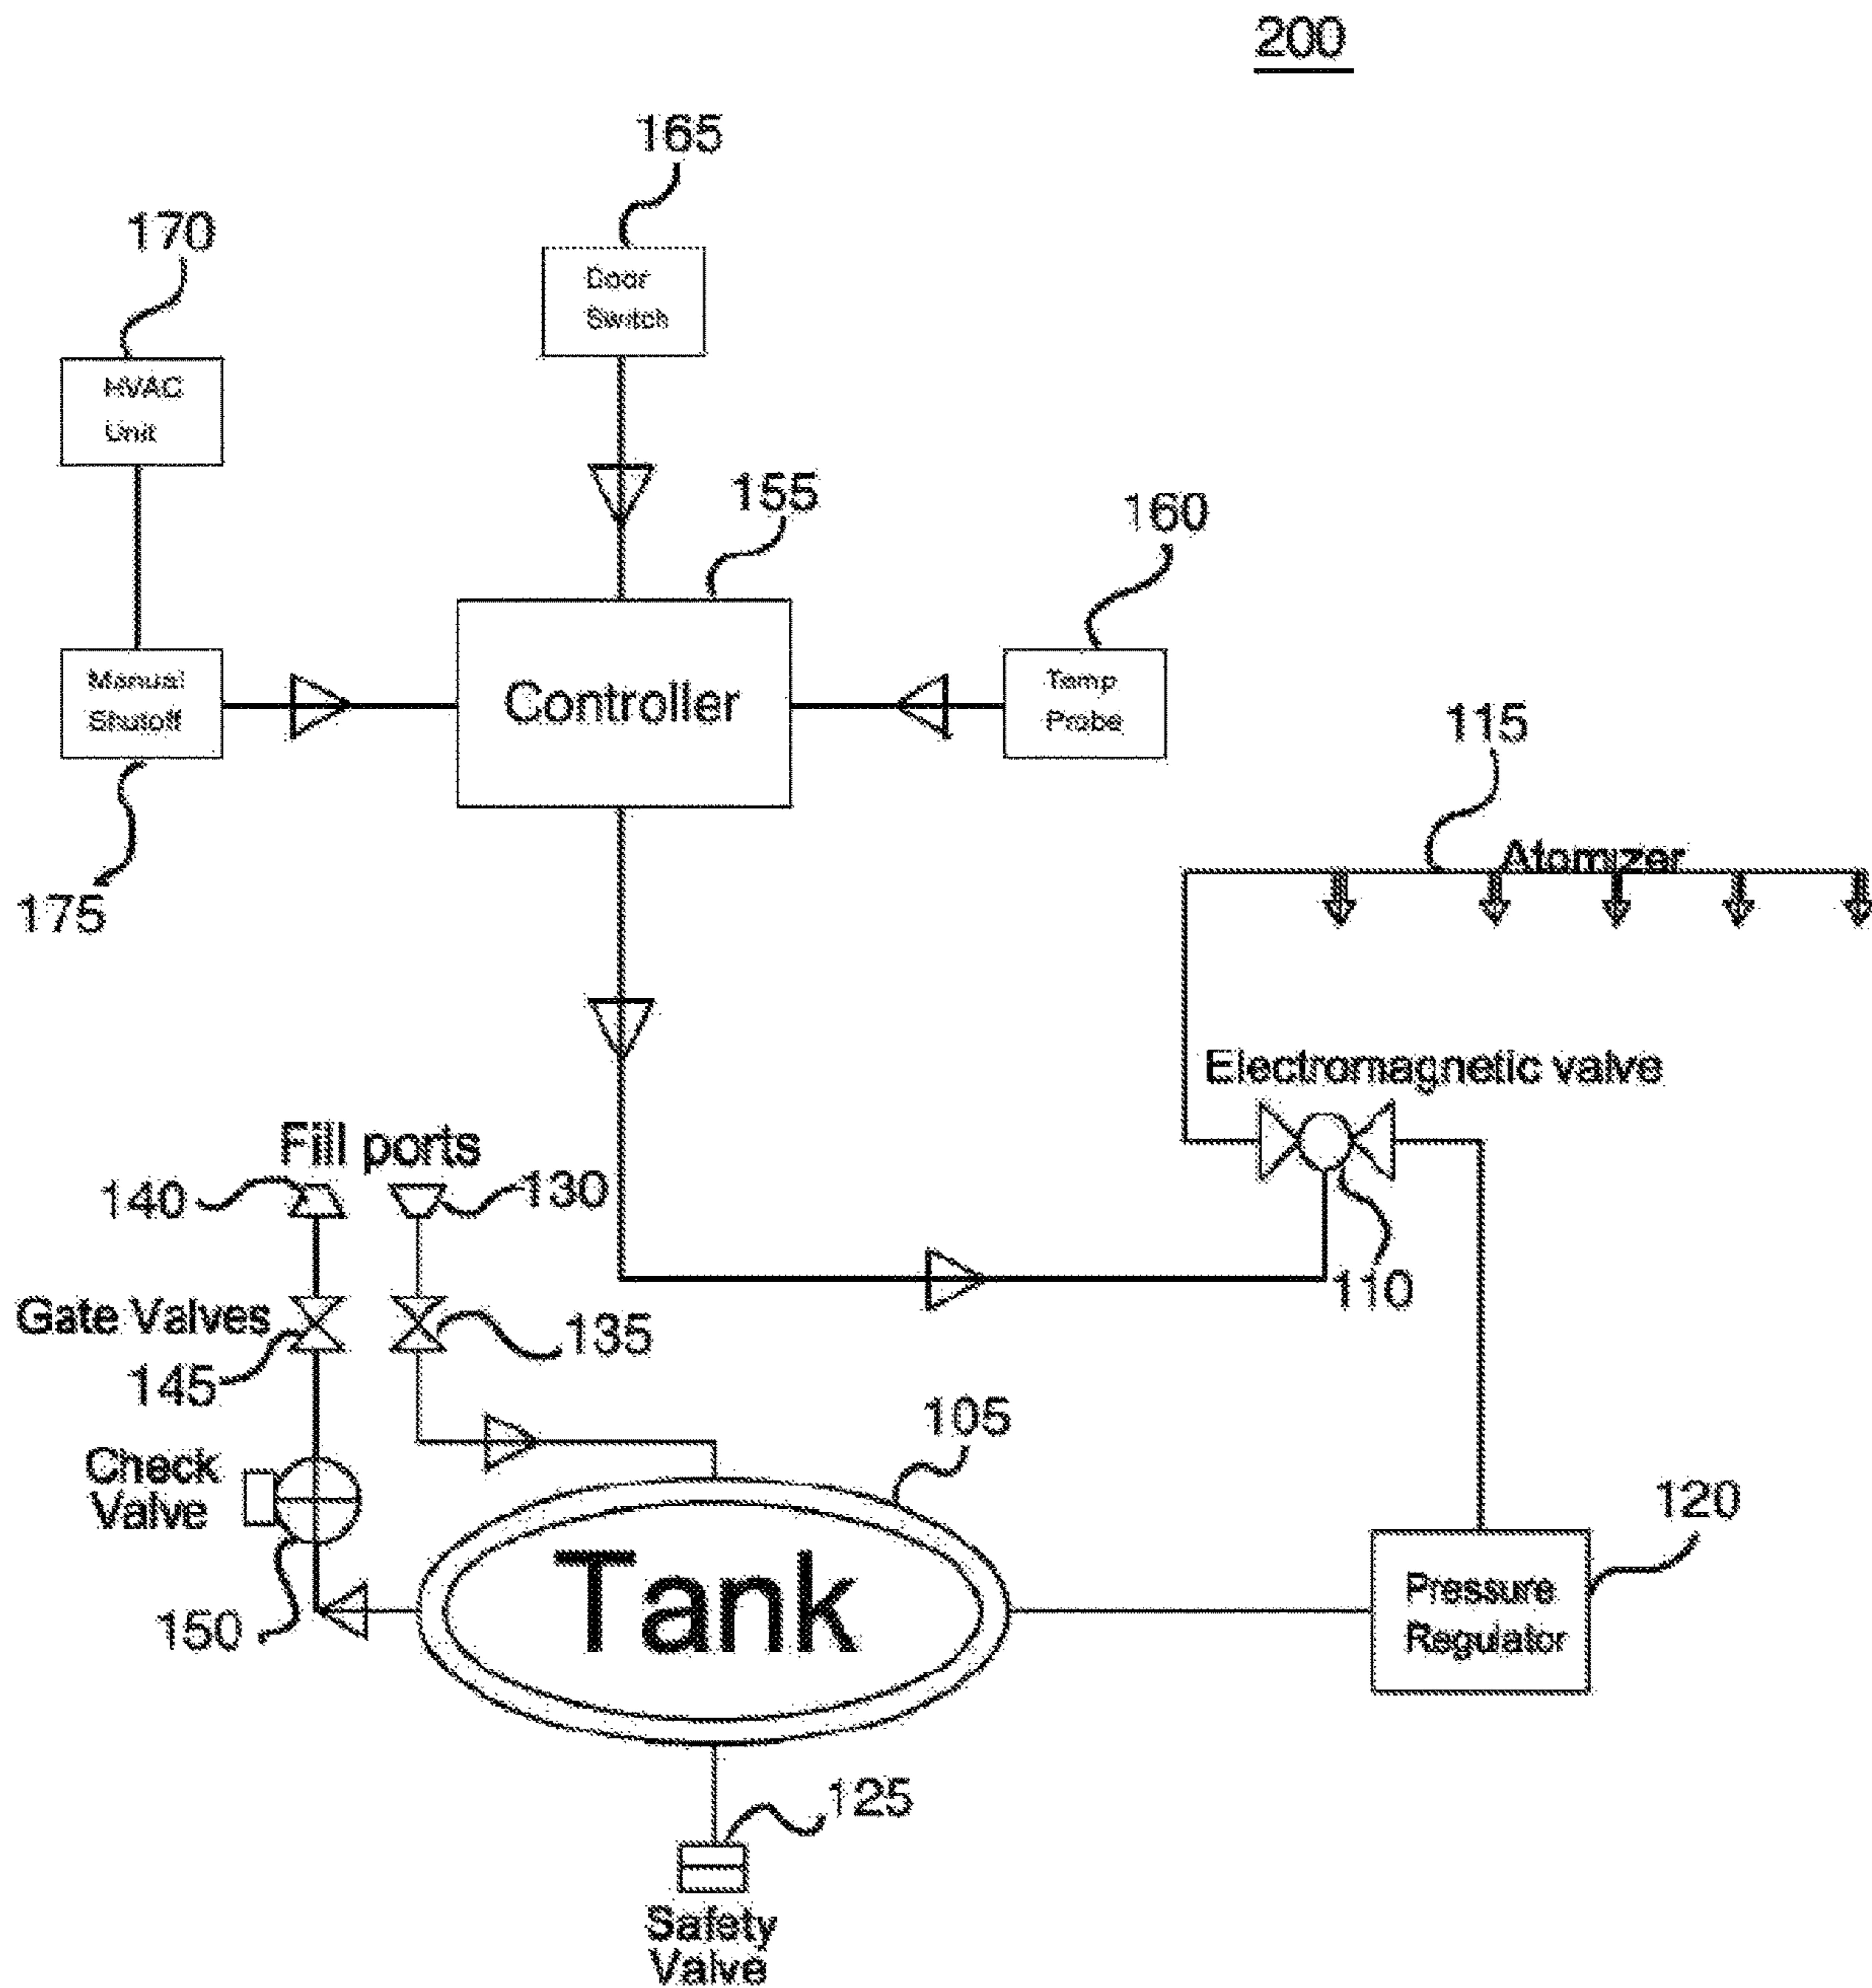 200
165
170
Door
Switch
HVAC
Unit
155
160
Manual
Shutoff
Controller
Temp
Probe
115
175
Atomizer
Electromagnetic valve
Fill ports
140
130
110
Gate Valves
135
145
105
Check
Valve
120
Tank
Pressure
Regulator
150
125
Safety
Valve